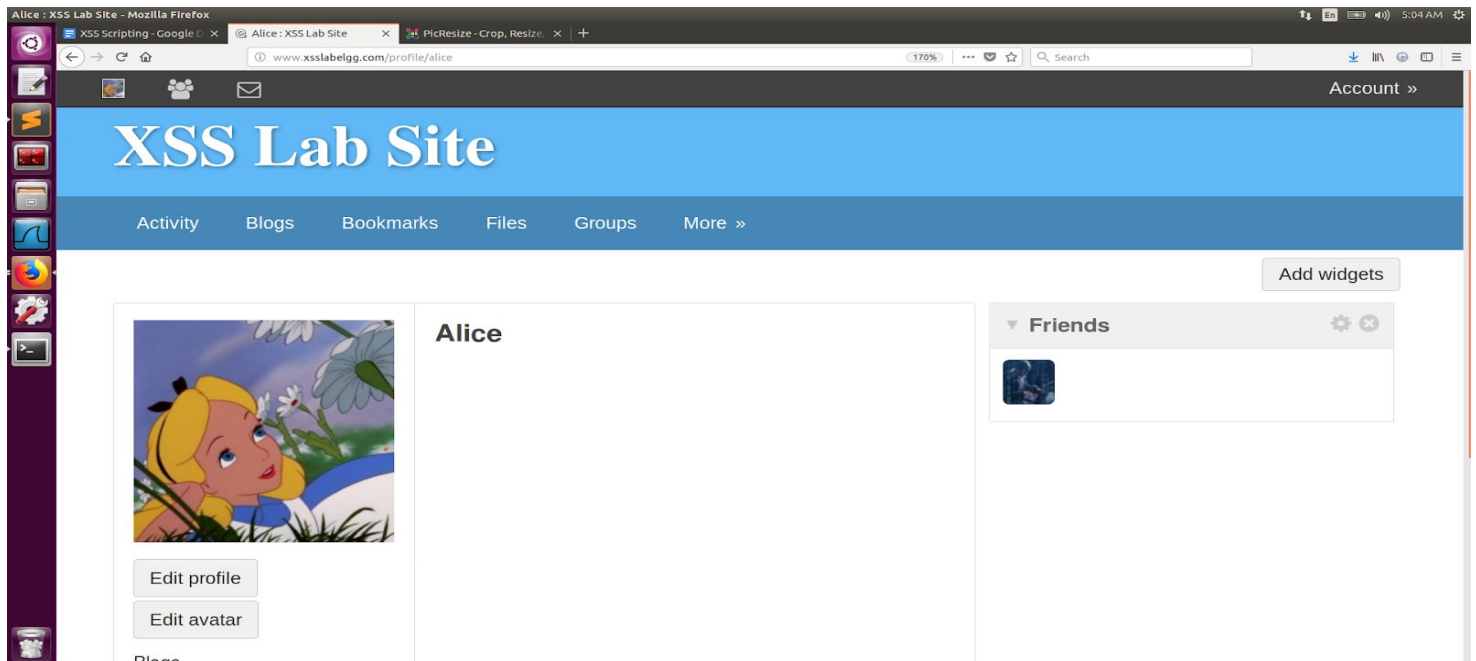 Alice : XSS Lab Site - Mozilla Firefox
En 5:04 AM
XSS Scripting - Google D
Alice : XSS Lab Site
PicResize - Crop, Resize,
www.xsslabelgg.com/profile/alice
170%
Search
Account »
XSS Lab Site
Activity Blogs Bookmarks Files Groups More »
Add widgets
Alice
Friends
Edit profile
Edit avatar
Blogs